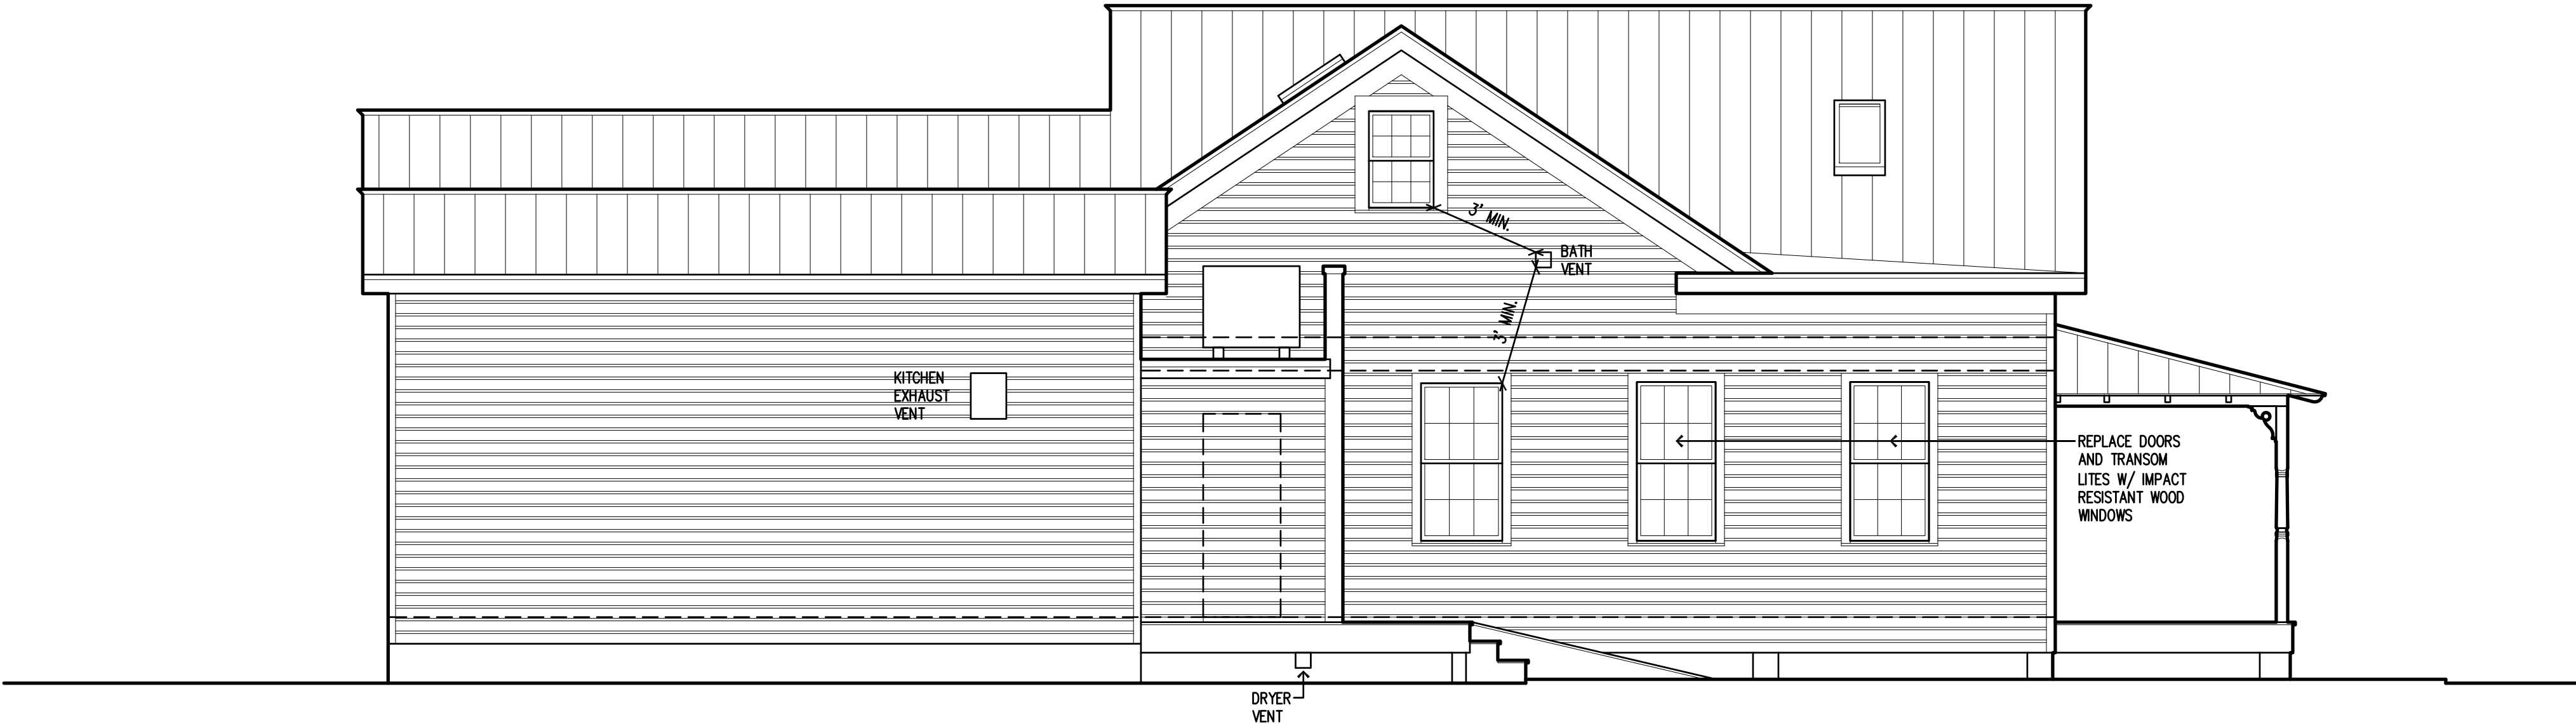 3' MIN.
BATH
VENT
3' MIN.
KITCHEN
EXHAUST
VENT
REPLACE DOORS
AND TRANSOM
LITES W/ IMPACT
RESISTANT WOOD
WINDOWS
DRYER
VENT